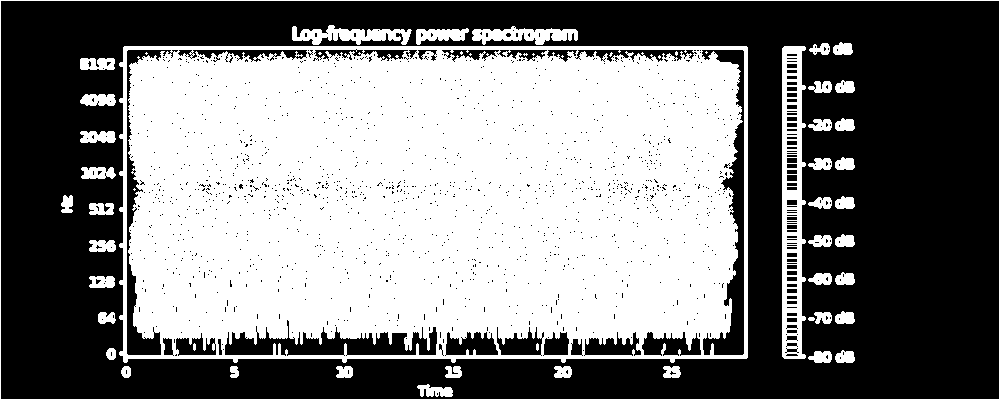 Log-frequency power spectrogram
+0 dB
8192
-10 dB
4096
-20 dB
2048
-30 dB
1024
Hz
512
-40 dB
256
-50 dB
128
-60 dB
64
-70 dB
0
-80 dB
0 5 10 15 20 25
Time